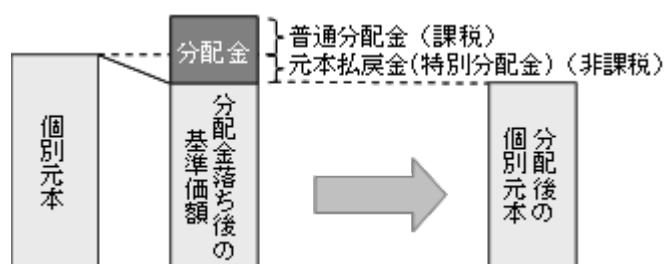 分配金
普通分配金（課税）
元本払戻金(特別分配金)（非課税）
個別元本
分配金落ち後の
基準価額
分配後の
個別元本